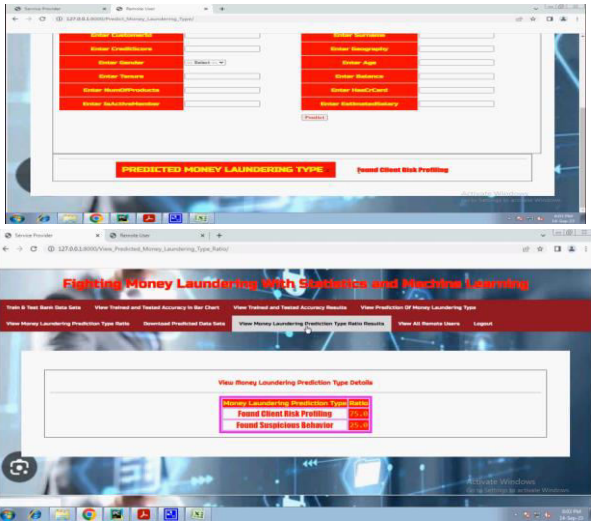 Service Provider
Remote User
127.0.0.1:8000/Predict_Money_Laundering_Type/
Enter CustomerId
Enter Surname
Enter CreditScore
Enter Geography
Enter Gender
-- Select --
Enter Age
Enter Tenure
Enter Balance
Enter NumOfProducts
Enter HasCrCard
Enter IsActiveMember
Enter EstimatedSalary
Predict
PREDICTED MONEY LAUNDERING TYPE
Found Client Risk Profiling
Activate Windows
Service Provider
Remote User
127.0.0.1:8000/View_Predicted_Money_Laundering_Type_Ratio/
Fighting Money Laundering With Statistics and Machine Learning
Train & Test Bank Data Sets
View Trained and Tested Accuracy in Bar Chart
View Trained and Tested Accuracy Results
View Prediction Of Money Laundering Type
View Money Laundering Prediction Type Ratio
Download Predicted Data Sets
View Money Laundering Prediction Type Ratio Results
View All Remote Users
Logout
View Money Laundering Prediction Type Details
Money Laundering Prediction Type Ratio
Found Client Risk Profiling 75.0
Found Suspicious Behavior 25.0
Activate Windows
Go to Settings to activate Windows.